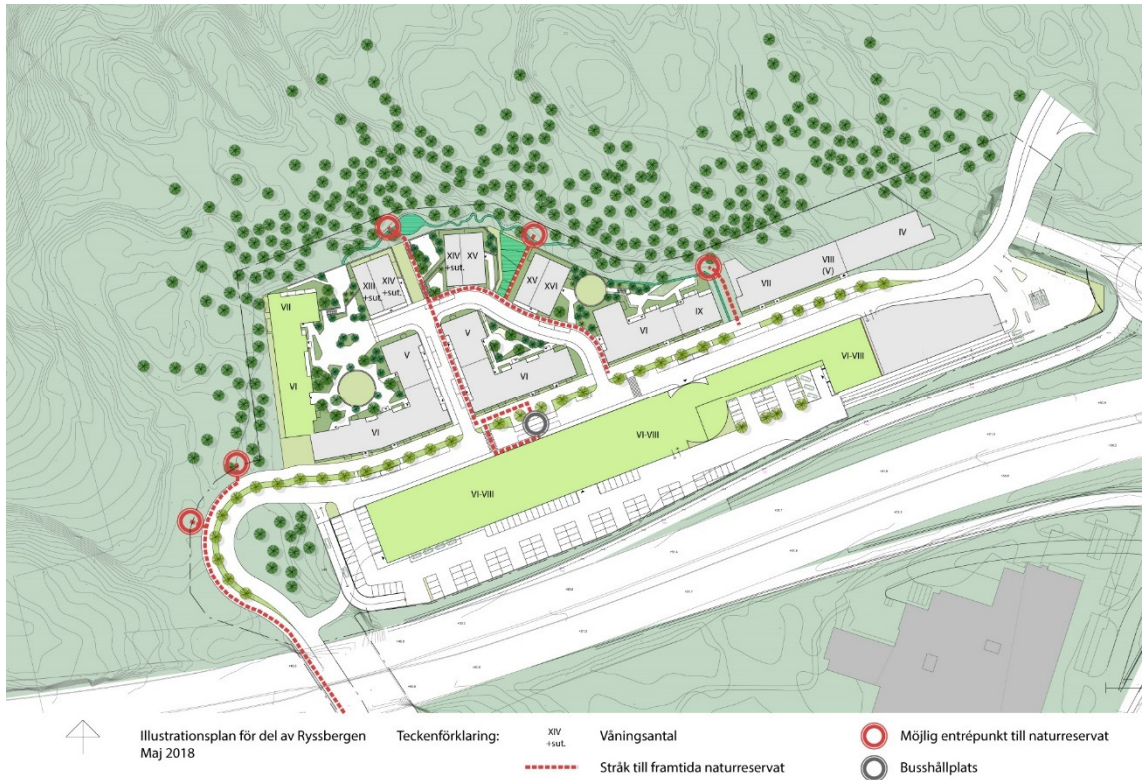 IV
VIII
(V)
VII
XIV
+sut.
XV
XIII
+sut.
XIV
+sut.
XV
XVI
IX
VI
VII
VI
V
V
VI
VI
VI-VIII
VI-VIII
VI-VIII
Illustrationsplan för del av Ryssbergen
Maj 2018
Teckenförklaring:
XIV
+sut.
Våningsantal
Stråk till framtida naturreservat
Möjlig entrépunkt till naturreservat
Busshållplats